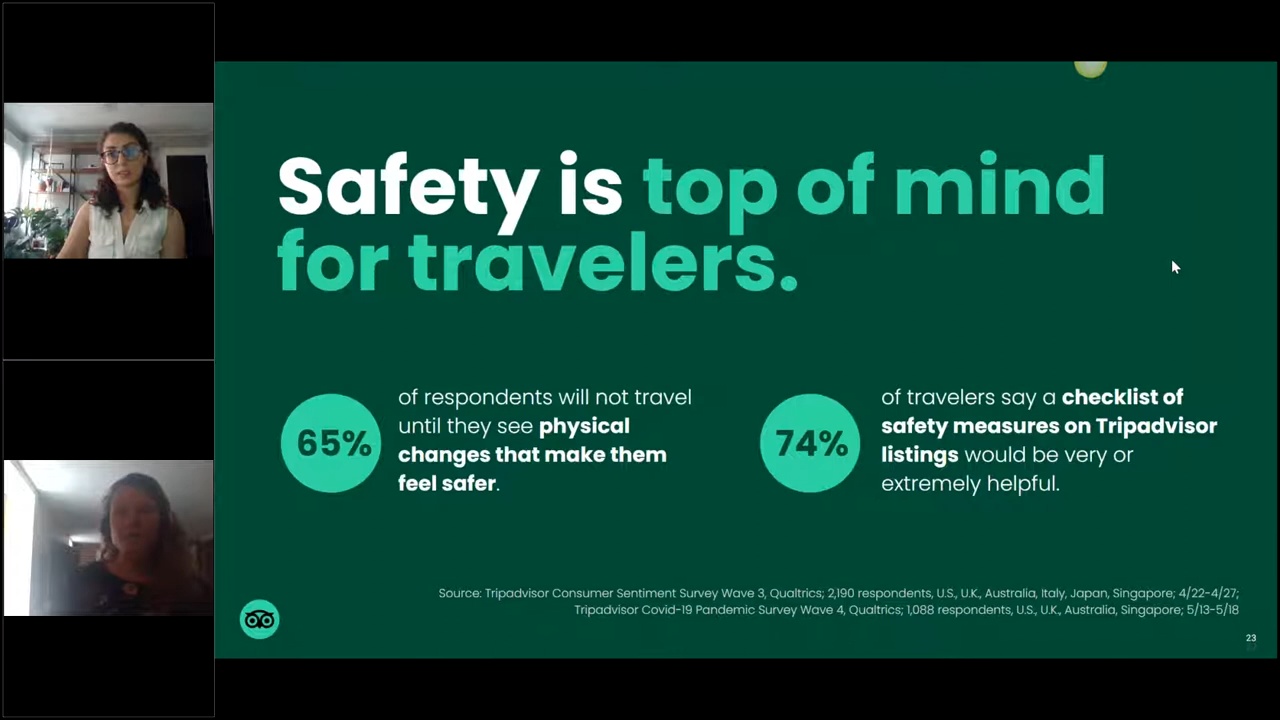 Safety is top of mind
for travelers.
65%
of respondents will not travel
until they see physical
changes that make them
feel safer.
74%
of travelers say a checklist of
safety measures on Tripadvisor
listings would be very or
extremely helpful.
Source: Tripadvisor Consumer Sentiment Survey Wave 3, Qualtrics; 2,190 respondents, U.S., U.K., Australia, Italy, Japan, Singapore; 4/22-4/27;
Tripadvisor Covid-19 Pandemic Survey Wave 4, Qualtrics; 1,088 respondents, U.S., U.K., Australia, Singapore; 5/13-5/18
23